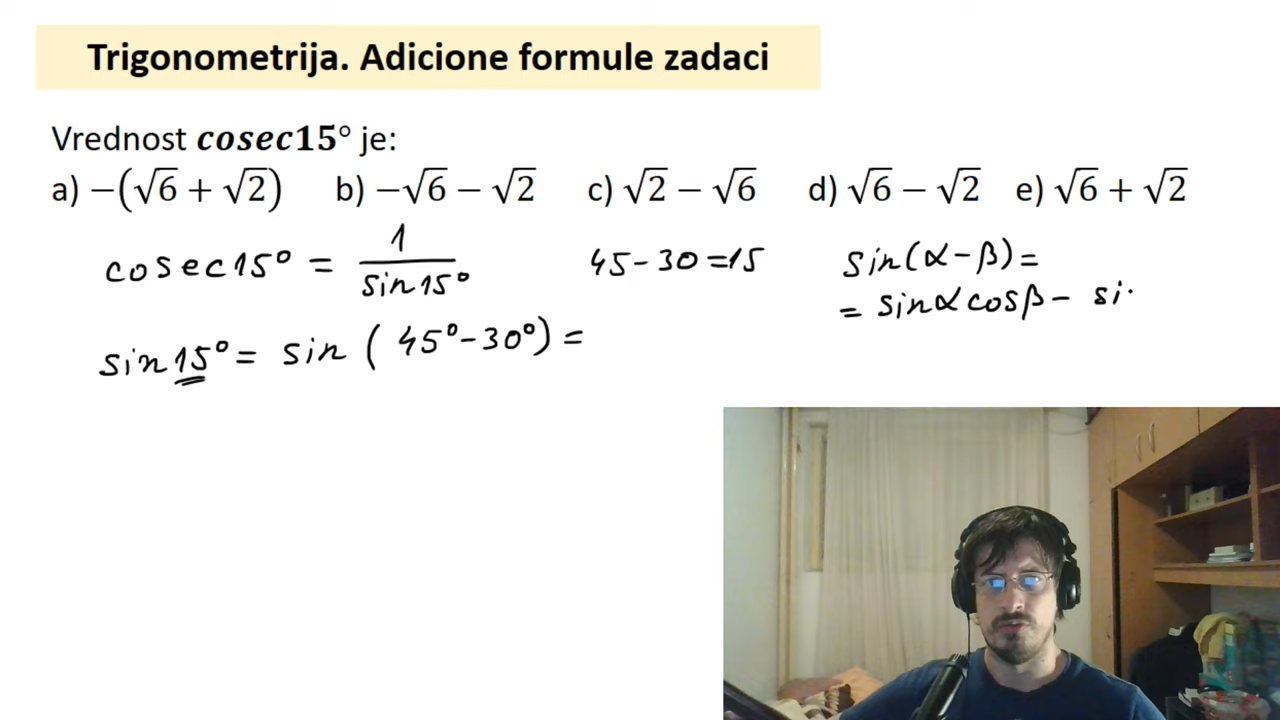 Trigonometrija. Adicione formule zadaci
Vrednost cosec15° je:
a) −(√6 + √2) b) −√6 − √2 c) √2 − √6 d) √6 − √2 e) √6 + √2
cosec15° = 1/sin15°
45-30=15
sin(α-β)=
= sinα cosβ - si
sin15° = sin(45°-30°)=